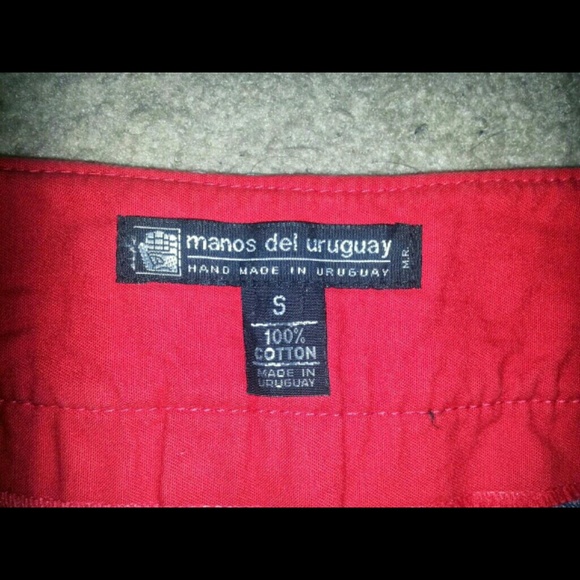 manos del uruguay
HAND MADE IN URUGUAY
M.R.
S
100%
COTTON
MADE IN
URUGUAY